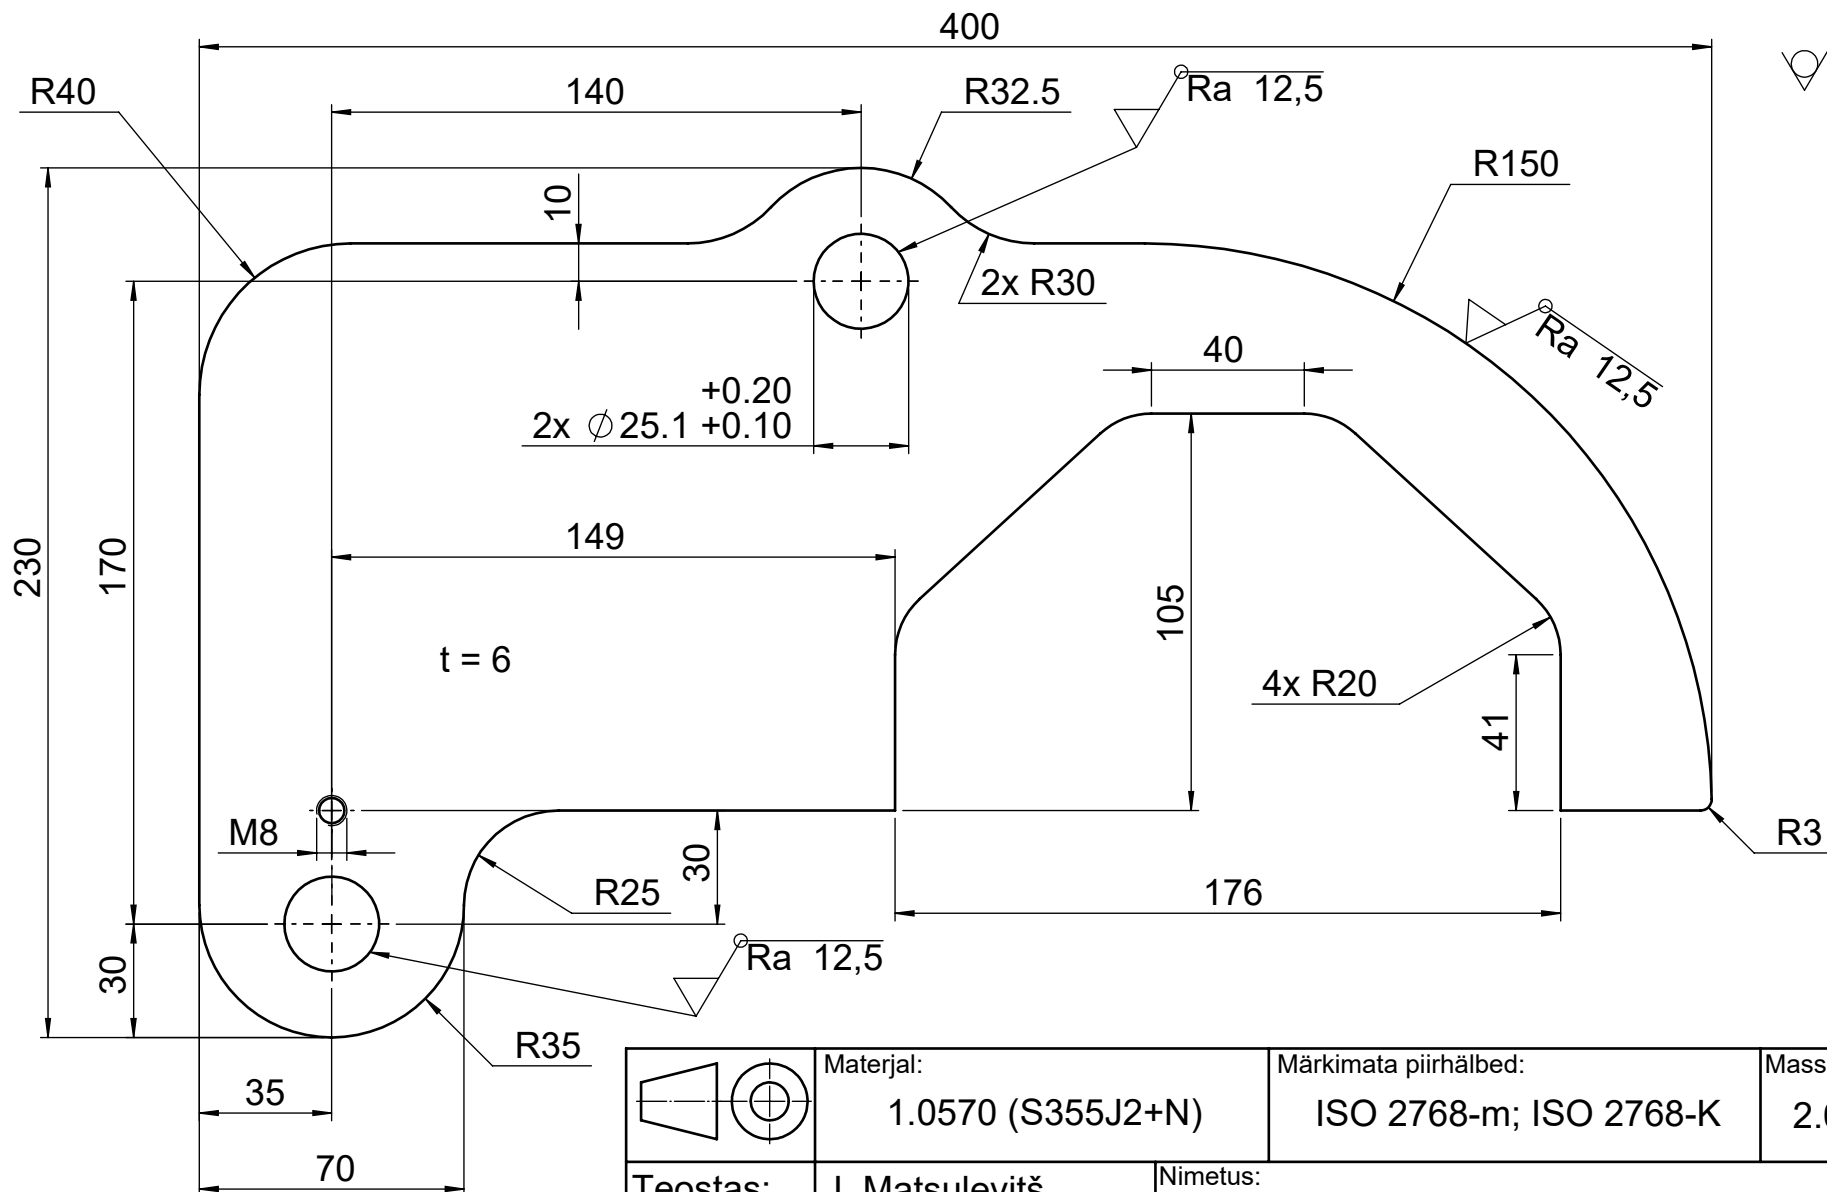 400
R40
140
R32.5
Ra 12,5
R150
10
2x R30
Ra 12,5
40
+0.20
2x ⌀ 25.1 +0.10
230
170
149
105
t = 6
4x R20
41
M8
30
R25
176
R3
30
Ra 12,5
R35
35
70
Materjal:
1.0570 (S355J2+N)
Märkimata piirhälbed:
ISO 2768-m; ISO 2768-K
Mass
Teostas:
Matsulevitš
Nimetus: